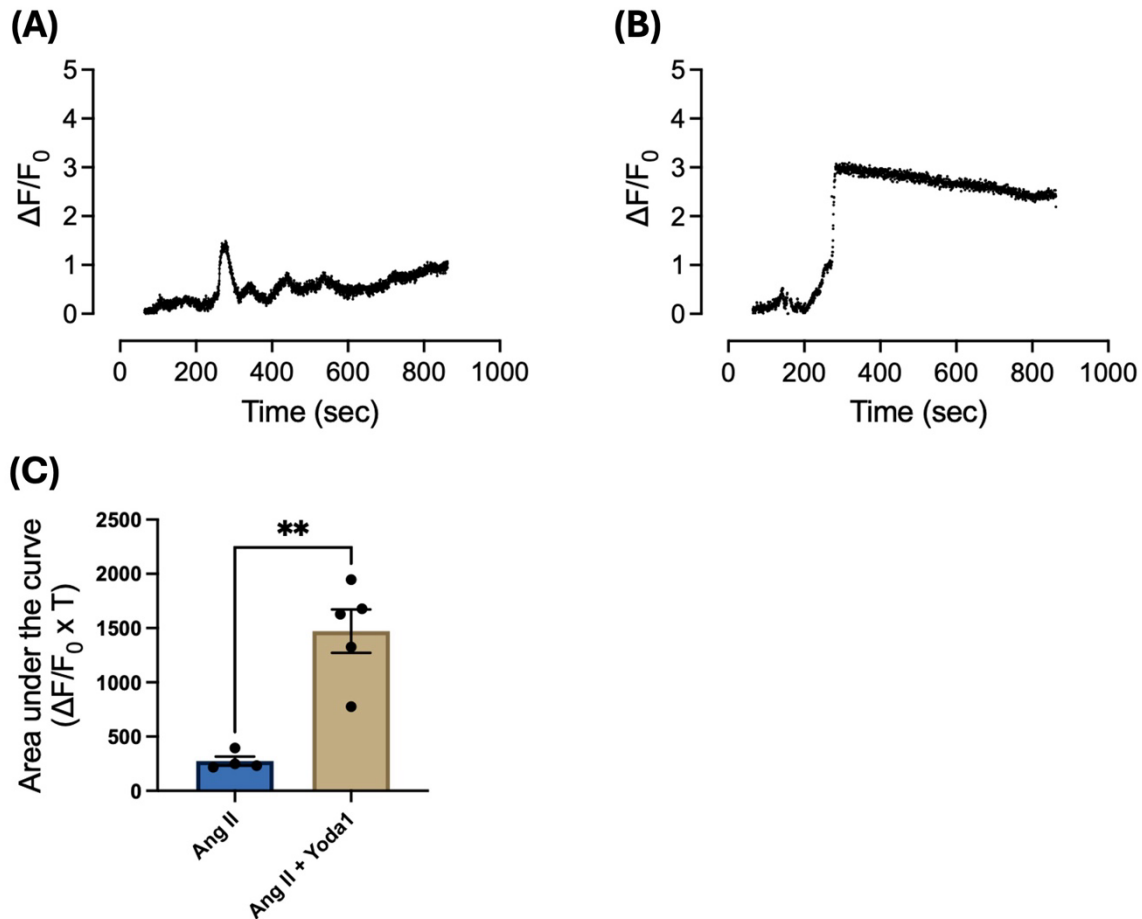 (A)
5
4
3
2
1
0
ΔF/F0
0 200 400 600 800 1000
Time (sec)
(B)
5
4
3
2
1
0
ΔF/F0
0 200 400 600 800 1000
Time (sec)
(C)
2500
2000
1500
1000
500
0
Area under the curve
(ΔF/F0 x T)
**
Ang II
Ang II + Yoda1